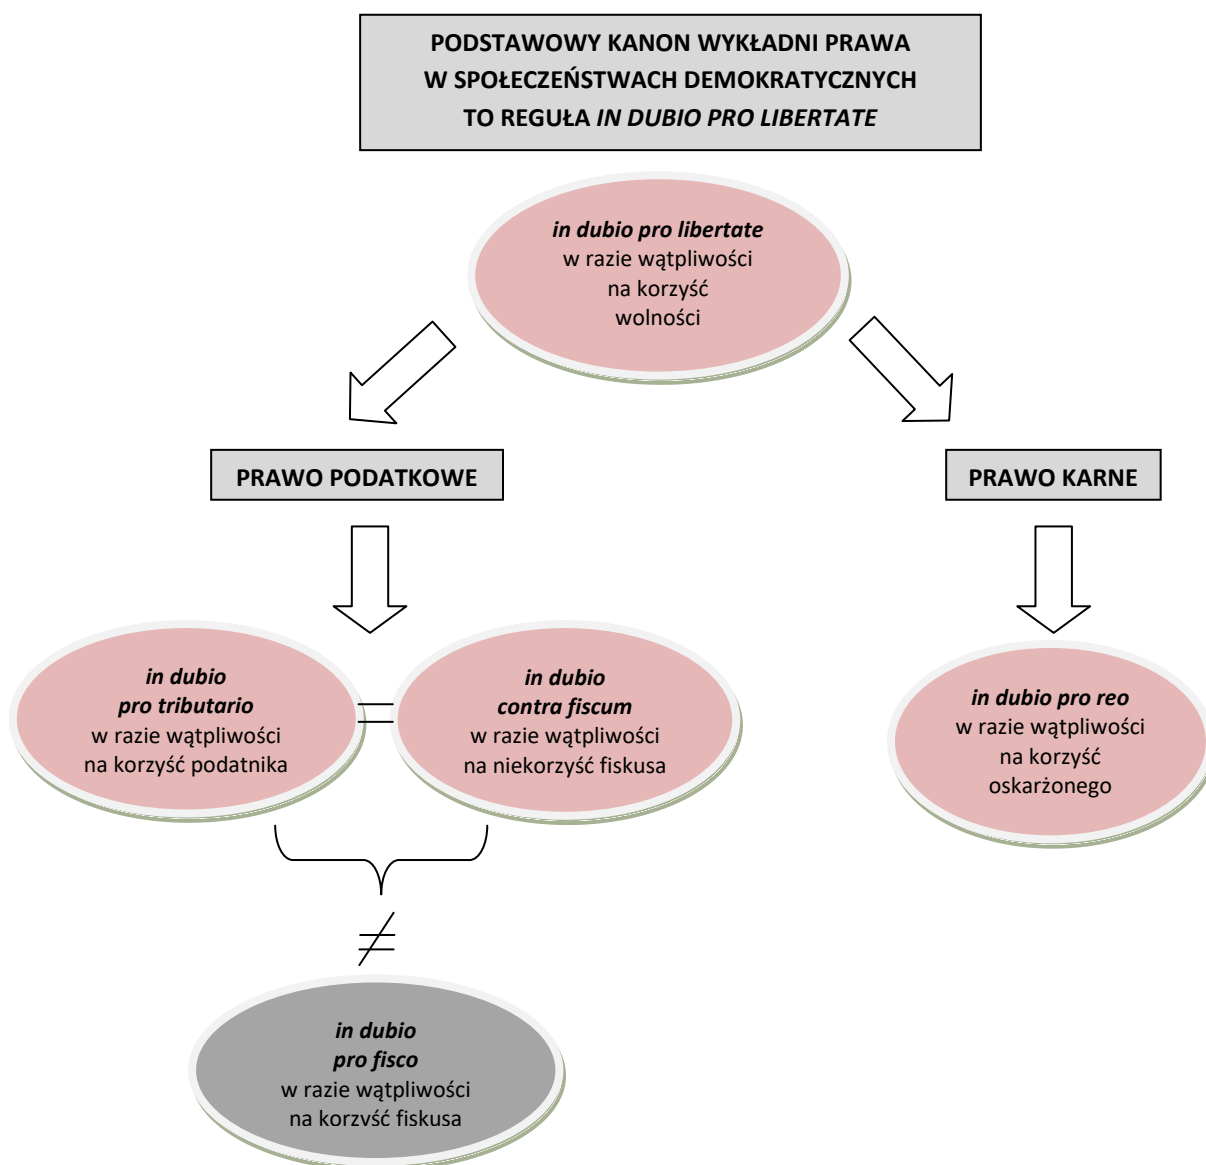 PODSTAWOWY KANON WYKŁADNI PRAWA
W SPOŁECZEŃSTWACH DEMOKRATYCZNYCH
TO REGUŁA IN DUBIO PRO LIBERTATE
in dubio pro libertate
w razie wątpliwości
na korzyść
wolności
PRAWO PODATKOWE
PRAWO KARNE
in dubio
pro tributario
w razie wątpliwości
na korzyść podatnika
=
in dubio
contra fiscum
w razie wątpliwości
na niekorzyść fiskusa
in dubio pro reo
w razie wątpliwości
na korzyść
oskarżonego
≠
in dubio
pro fisco
w razie wątpliwości
na korzyść fiskusa